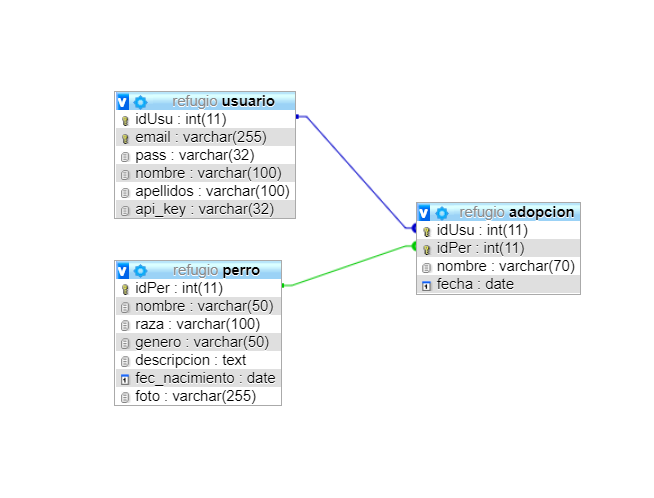 refugio usuario
idUsu : int(11)
email : varchar(255)
pass : varchar(32)
nombre : varchar(100)
apellidos : varchar(100)
api_key : varchar(32)
refugio adopcion
idUsu : int(11)
idPer : int(11)
nombre : varchar(70)
fecha : date
refugio perro
idPer : int(11)
nombre : varchar(50)
raza : varchar(100)
genero : varchar(50)
descripcion : text
fec_nacimiento : date
foto : varchar(255)